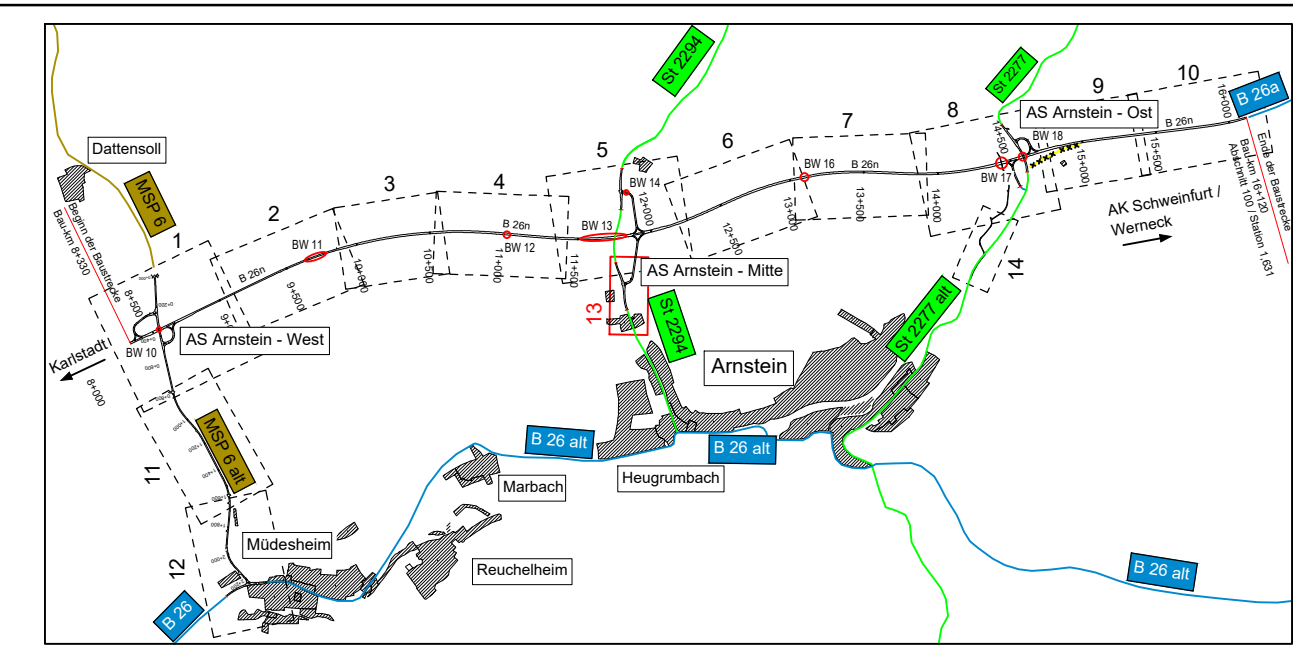 St 2294
St 2277
10
9
B 26a
16+000
8
AS Arnstein - Ost
BW 18
B 26n
14+500
7
Dattensoll
6
5
MSP 6
BW 16
B 26n
BW 17
15+000
15+500
Ende der Baustrecke
Bau-km 16+120
Abschnitt 1000 / Station 1,631
3
4
BW 14
12+000
2
AK Schweinfurt /
Werneck
Beginn der Baustrecke
Bau-km 8+330
1
BW 11
B 26n
BW 12
BW 13
12+500
13+000
13+500
14+000
8+500
B 26n
9+500
10+500
11+000
11+500
AS Arnstein - Mitte
14
13
St 2294
St 2277 alt
AS Arnstein - West
BW 10
Karlstadt
8+000
Arnstein
MSP 6 alt
11
B 26 alt
B 26 alt
Heugrumbach
Marbach
12
Müdesheim
Reuchelheim
B 26 alt
B 26